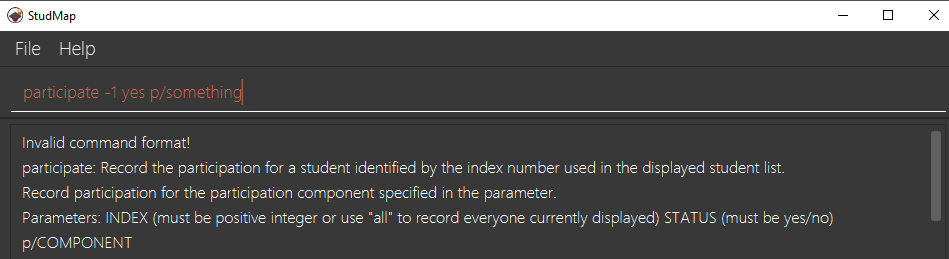 StudMap
File Help
participate -1 yes p/something
Invalid command format!
participate: Record the participation for a student identified by the index number used in the displayed student list.
Record participation for the participation component specified in the parameter.
Parameters: INDEX (must be positive integer or use "all" to record everyone currently displayed) STATUS (must be yes/no)
p/COMPONENT